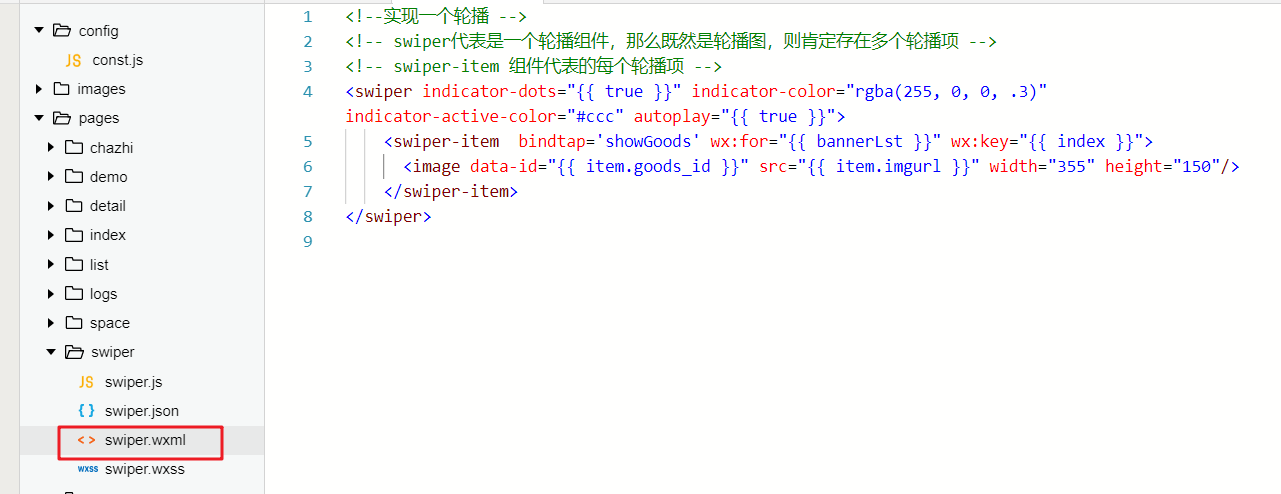 config
JS const.js
images
pages
chazhi
demo
detail
index
list
logs
space
swiper
JS swiper.js
{ } swiper.json
<> swiper.wxml
wxss swiper.wxss
1 <!--实现一个轮播 -->
2 <!-- swiper代表是一个轮播组件，那么既然是轮播图，则肯定存在多个轮播项 -->
3 <!-- swiper-item 组件代表的每个轮播项 -->
4 <swiper indicator-dots="{{ true }}" indicator-color="rgba(255, 0, 0, .3)"
indicator-active-color="#ccc" autoplay="{{ true }}">
5 <swiper-item  bindtap='showGoods' wx:for="{{ bannerLst }}" wx:key="{{ index }}">
6 <image data-id="{{ item.goods_id }}" src="{{ item.imgurl }}" width="355" height="150"/>
7 </swiper-item>
8 </swiper>
9